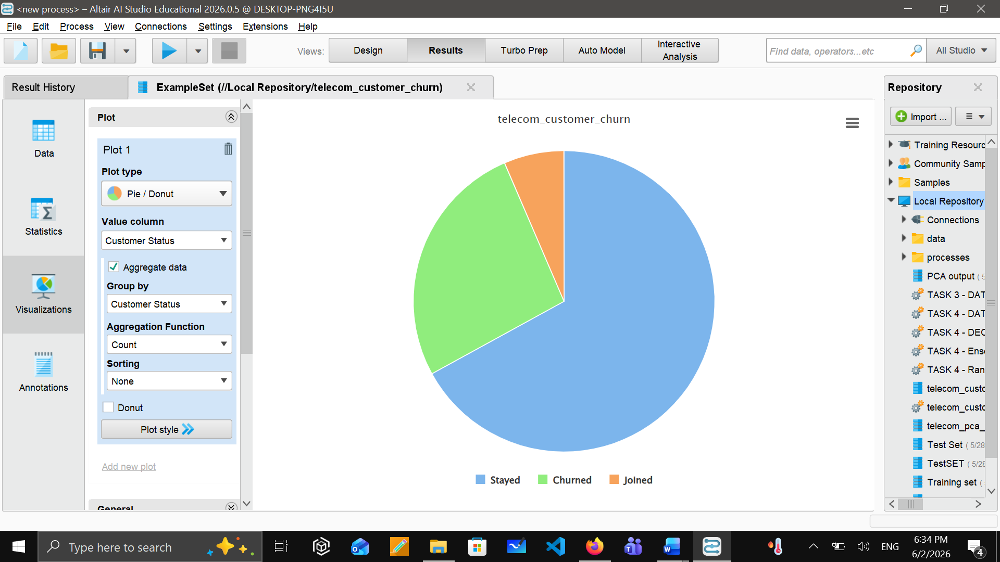 <new process> – Altair AI Studio Educational 2026.0.5 @ DESKTOP-PNG4I5U
File Edit Process View Connections Settings Extensions Help
Views: Design Results Turbo Prep Auto Model Interactive Analysis
Find data, operators...etc All Studio
Result History
ExampleSet (//Local Repository/telecom_customer_churn)
Data
Statistics
Visualizations
Annotations
Plot
Plot 1
Plot type
Pie / Donut
Value column
Customer Status
Aggregate data
Group by
Customer Status
Aggregation Function
Count
Sorting
None
Donut
Plot style
Add new plot
General
telecom_customer_churn
Stayed Churned Joined
Repository
Import ...
Training Resourc
Community Samp
Samples
Local Repository
Connections
data
processes
PCA output ( 5
TASK 3 - DAT
TASK 4 - DAT
TASK 4 - DEC
TASK 4 - Ens
TASK 4 - Ran
telecom_custo
telecom_custo
telecom_pca_
Test Set ( 5/28
TestSET ( 5/28
Training set (
Type here to search
ENG
6:34 PM
6/2/2026
4